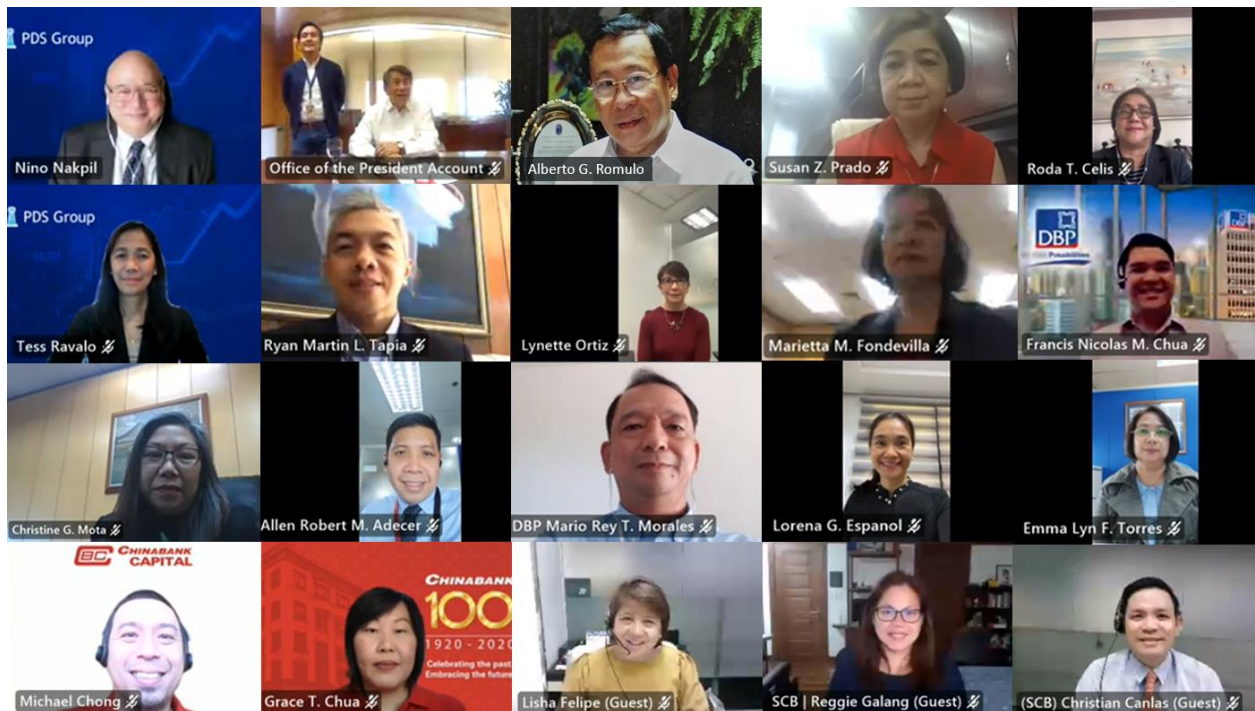 PDS Group
Nino Nakpil
Office of the President Account
Alberto G. Romulo
Susan Z. Prado
Roda T. Celis
PDS Group
Tess Ravalo
Ryan Martin L. Tapia
Lynette Ortiz
Marietta M. Fondevilla
DBP
Possibilities
DBP
Francis Nicolas M. Chua
Christine G. Mota
Allen Robert M. Adecer
DBP Mario Rey T. Morales
Lorena G. Espanol
Emma Lyn F. Torres
CHINABANK
CAPITAL
Michael Chong
CHINABANK
100
1920 - 2020
Celebrating the past
Embracing the future
Grace T. Chua
Lisha Felipe (Guest)
SCB | Reggie Galang (Guest)
(SCB) Christian Canlas (Guest)